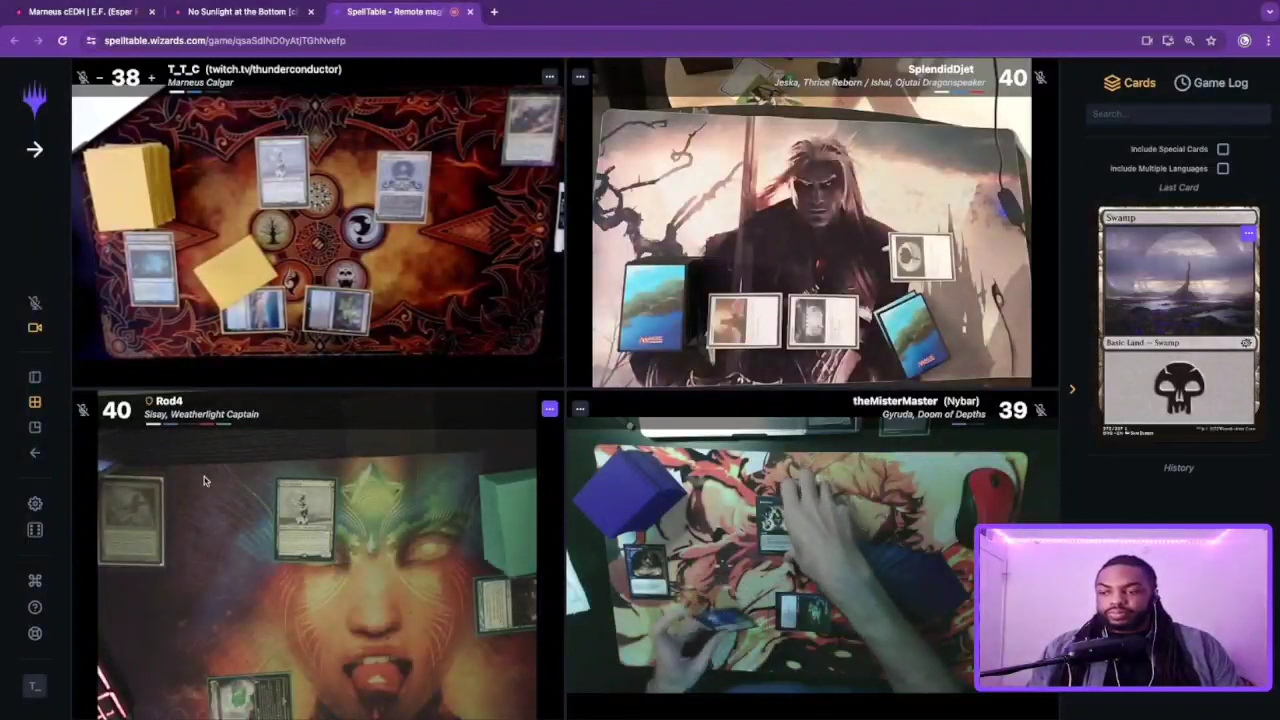 Marneus cEDH | E.F. (Esper F
No Sunlight at the Bottom [c
SpellTable - Remote mag
spelltable.wizards.com/game/qsaSdIND0yAtjTGhNvefp
- 38 +
T_T_C (twitch.tv/thunderconductor)
Marneus Calgar
SplendidDjet
Jeska, Thrice Reborn / Ishai, Ojutai Dragonspeaker
40
40
Rod4
Sisay, Weatherlight Captain
theMisterMaster (Nybar)
Gyruda, Doom of Depths
39
Cards
Game Log
Search...
Include Special Cards
Include Multiple Languages
Last Card
Swamp
Basic Land — Swamp
History
T_